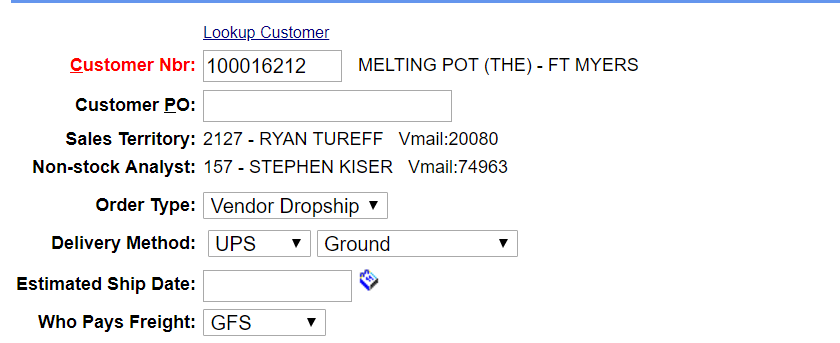 Lookup Customer
Customer Nbr: 100016212 MELTING POT (THE) - FT MYERS
Customer PO:
Sales Territory: 2127 - RYAN TUREFF Vmail:20080
Non-stock Analyst: 157 - STEPHEN KISER Vmail:74963
Order Type: Vendor Dropship
Delivery Method: UPS Ground
Estimated Ship Date:
Who Pays Freight: GFS